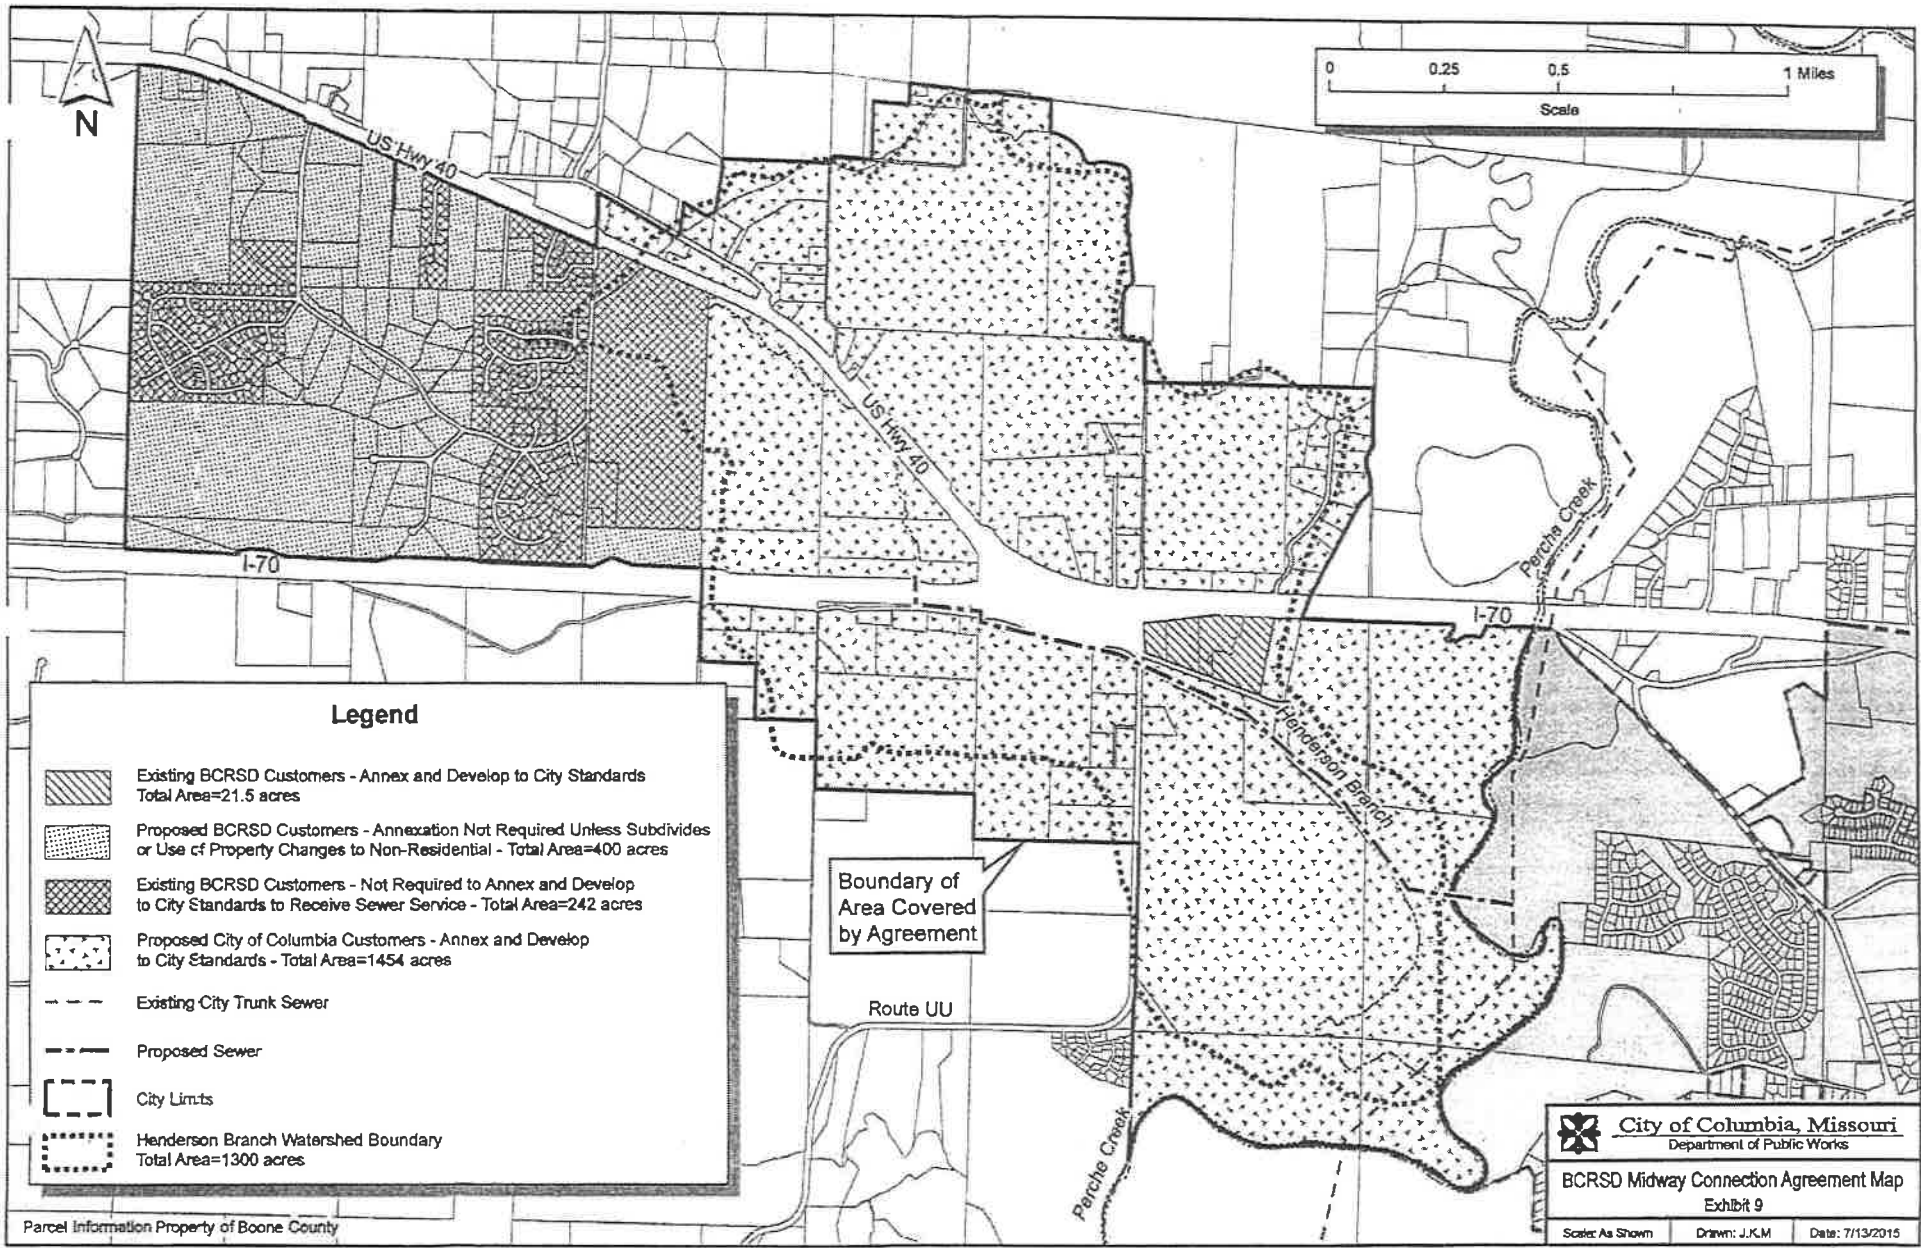 N
US Hwy 40
0 0.25 0.5 1 Miles
Scale
US Hwy 40
Perche Creek
I-70
I-70
Henderson Branch
Legend
Existing BCRSD Customers - Annex and Develop to City Standards
Total Area=21.5 acres
Proposed BCRSD Customers - Annexation Not Required Unless Subdivides
or Use of Property Changes to Non-Residential - Total Area=400 acres
Existing BCRSD Customers - Not Required to Annex and Develop
to City Standards to Receive Sewer Service - Total Area=242 acres
Proposed City of Columbia Customers - Annex and Develop
to City Standards - Total Area=1454 acres
Existing City Trunk Sewer
Proposed Sewer
City Limits
Henderson Branch Watershed Boundary
Total Area=1300 acres
Boundary of
Area Covered
by Agreement
Route UU
Perche Creek
City of Columbia, Missouri
Department of Public Works
BCRSD Midway Connection Agreement Map
Exhibit 9
Scale: As Shown Drawn: J.K.M Date: 7/13/2015
Parcel Information Property of Boone County